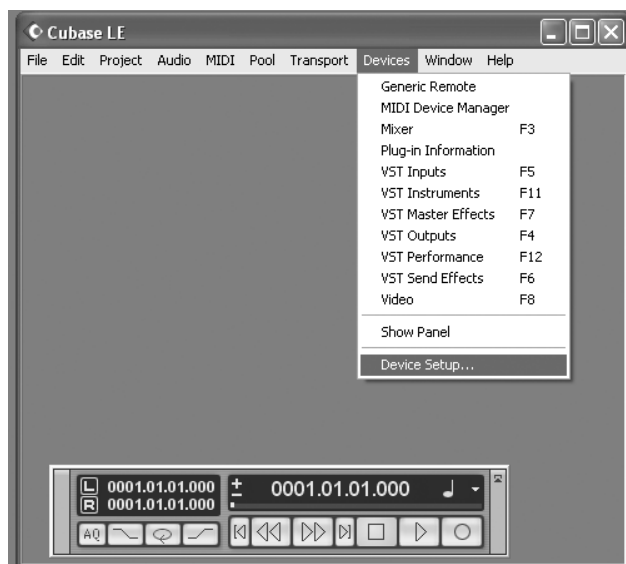 Cubase LE
File Edit Project Audio MIDI Pool Transport Devices Window Help
Generic Remote
MIDI Device Manager
Mixer F3
Plug-in Information
VST Inputs F5
VST Instruments F11
VST Master Effects F7
VST Outputs F4
VST Performance F12
VST Send Effects F6
Video F8
Show Panel
Device Setup...
L 0001.01.01.000
0001.01.01.000
R 0001.01.01.000
AQ